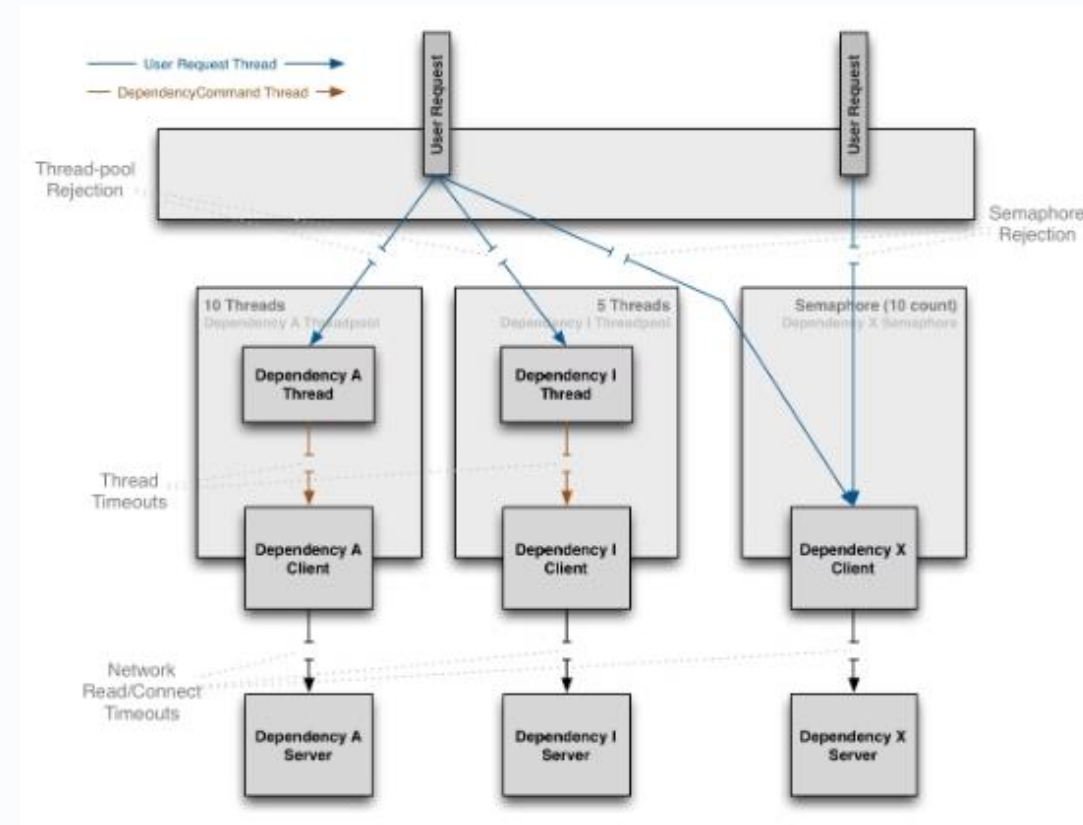 User Request Thread
DependencyCommand Thread
User Request
User Request
Thread-pool
Rejection
Semaphore
Rejection
10 Threads
Dependency A Threadpool
5 Threads
Dependency I Threadpool
Semaphore (10 count)
Dependency X Semaphore
Dependency A
Thread
Dependency I
Thread
Thread
Timeouts
Dependency A
Client
Dependency I
Client
Dependency X
Client
Network
Read/Connect
Timeouts
Dependency A
Server
Dependency I
Server
Dependency X
Server